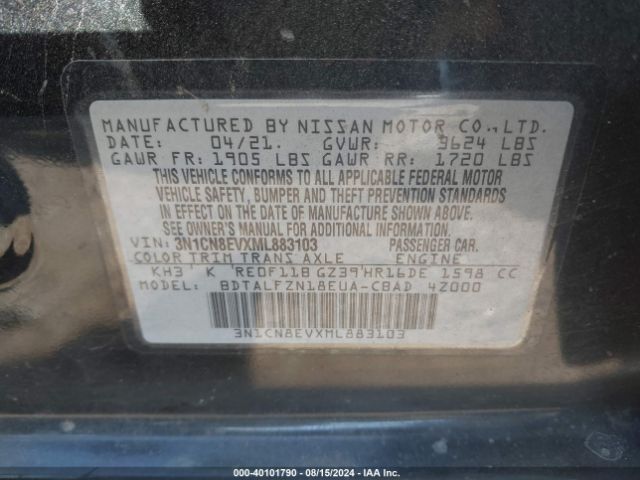 MANUFACTURED BY NISSAN MOTOR CO.,LTD.
DATE: 04/21. GVWR: 3624 LBS
GAWR FR: 1905 LBS GAWR RR: 1720 LBS
THIS VEHICLE CONFORMS TO ALL APPLICABLE FEDERAL MOTOR
VEHICLE SAFETY, BUMPER AND THEFT PREVENTION STANDARDS
IN EFFECT ON THE DATE OF MANUFACTURE SHOWN ABOVE.
SEE OWNER'S MANUAL FOR ADDITIONAL INFORMATION.
VIN: 3N1CN8EVXML883103 PASSENGER CAR.
COLOR TRIM TRANS AXLE ENGINE
KH3 K RE0F11B GZ39 HR16DE 1598 CC
MODEL: BDTALFZN18EUA-CBAD 4Z000
3N1CN8EVXML883103
000-40101790 - 08/15/2024 - IAA Inc.